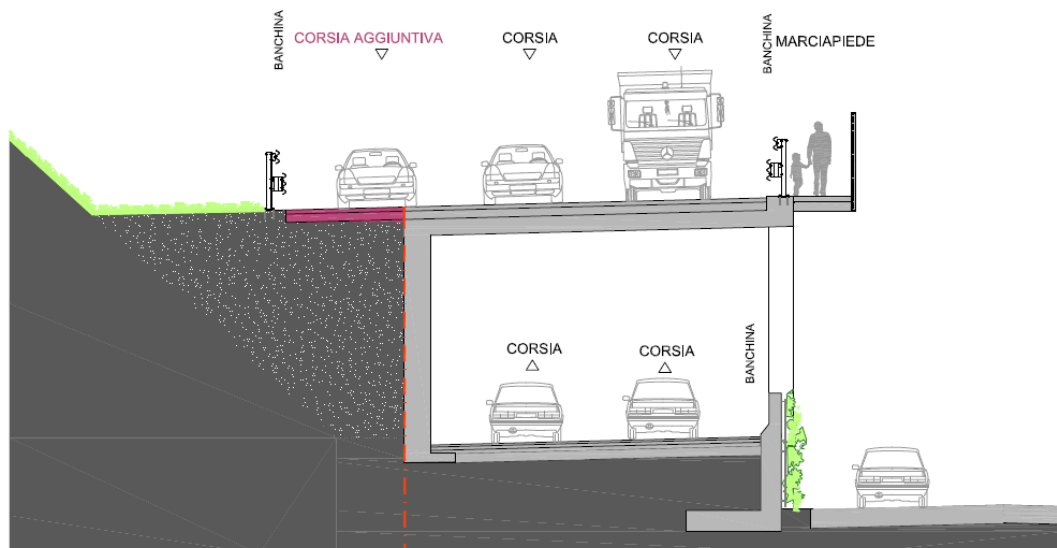 BANCHINA
CORSIA AGGIUNTIVA
CORSIA
CORSIA
BANCHINA
MARCIAPIEDE
CORSIA
CORSIA
BANCHINA